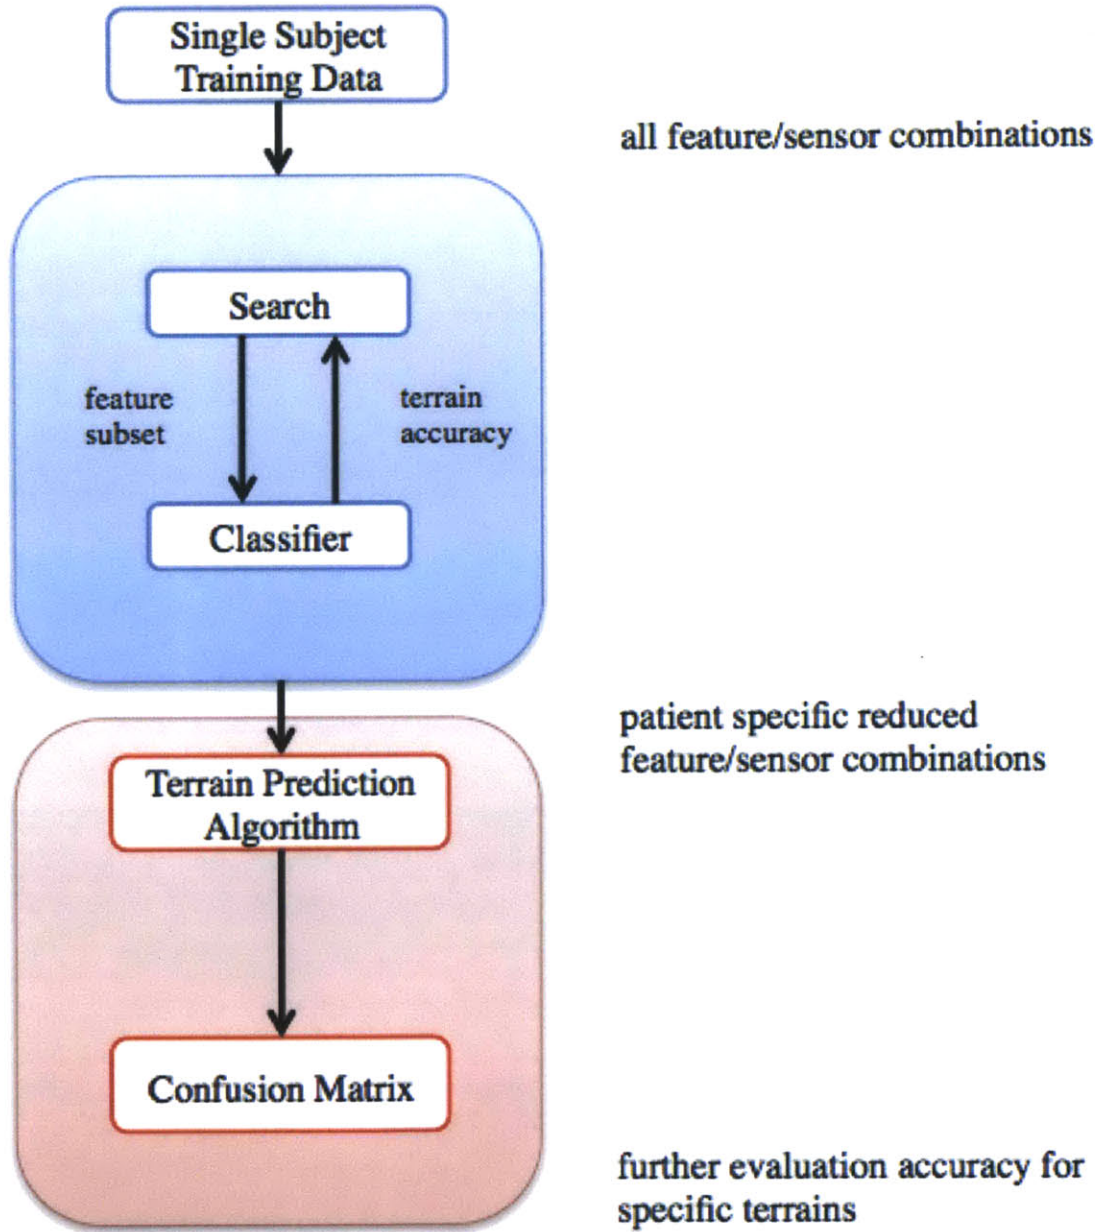 Single Subject
Training Data
all feature/sensor combinations
Search
feature
subset
terrain
accuracy
Classifier
patient specific reduced
feature/sensor combinations
Terrain Prediction
Algorithm
Confusion Matrix
further evaluation accuracy for
specific terrains